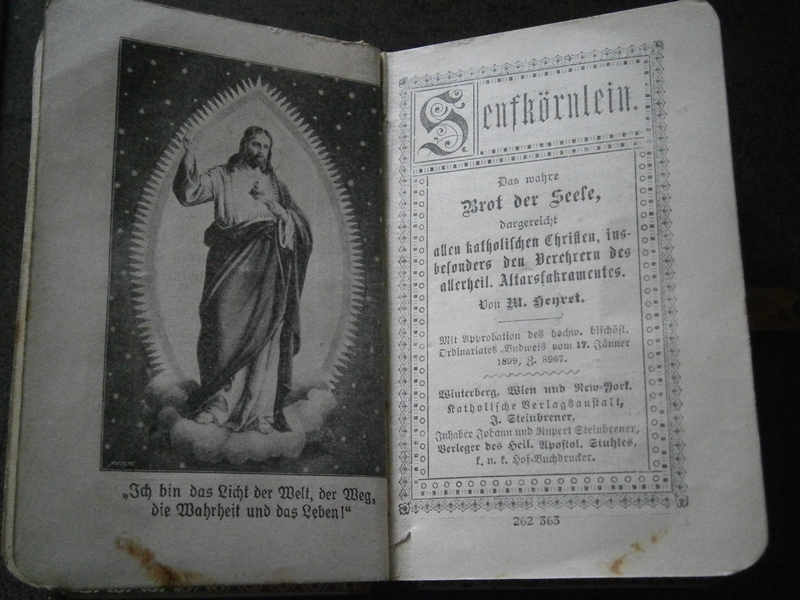 „Ich bin das Licht der Welt, der Weg,
die Wahrheit und das Leben!“
Senfkörnlein.
Das wahre
Brot der Seele,
dargereicht
allen katholischen Christen, ins-
besonders den Verehrern des
allerheil. Altarssakramentes.
Von M. Heyret.
Mit Approbation des hochw. bischöfl.
Ordinariates Budweis vom 17. Jänner
1899, Z. 8967.
Winterberg, Wien und New-York.
Katholische Verlagsanstalt,
J. Steinbrener,
Inhaber Johann und Rupert Steinbrener,
Verleger des Heil. Apostol. Stuhles,
k. u. k. Hof-Buchdrucker.
262 363